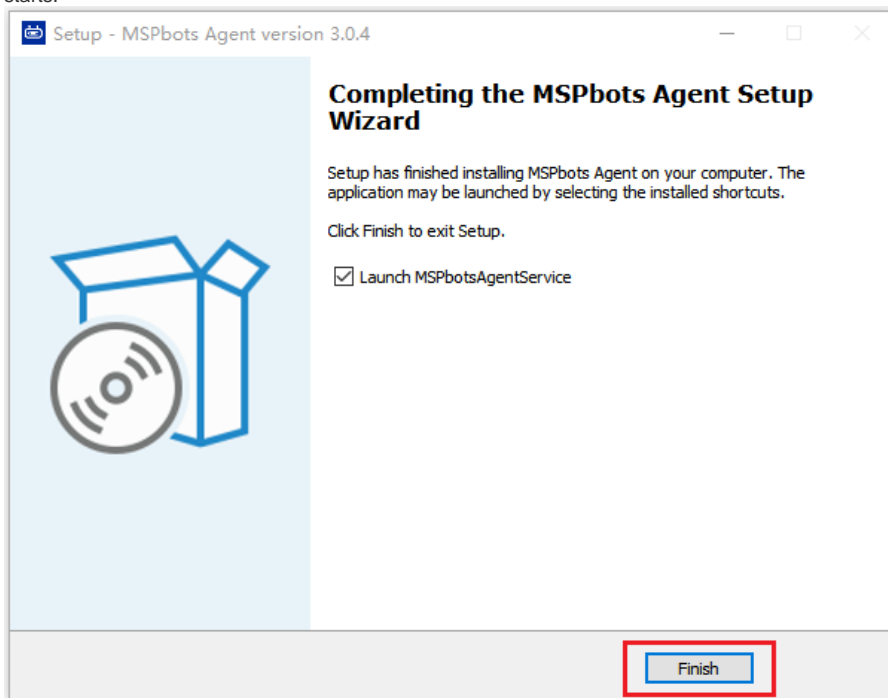 starts.
Setup - MSPbots Agent version 3.0.4
Completing the MSPbots Agent Setup
Wizard
Setup has finished installing MSPbots Agent on your computer. The
application may be launched by selecting the installed shortcuts.
Click Finish to exit Setup.
Launch MSPbotsAgentService
Finish